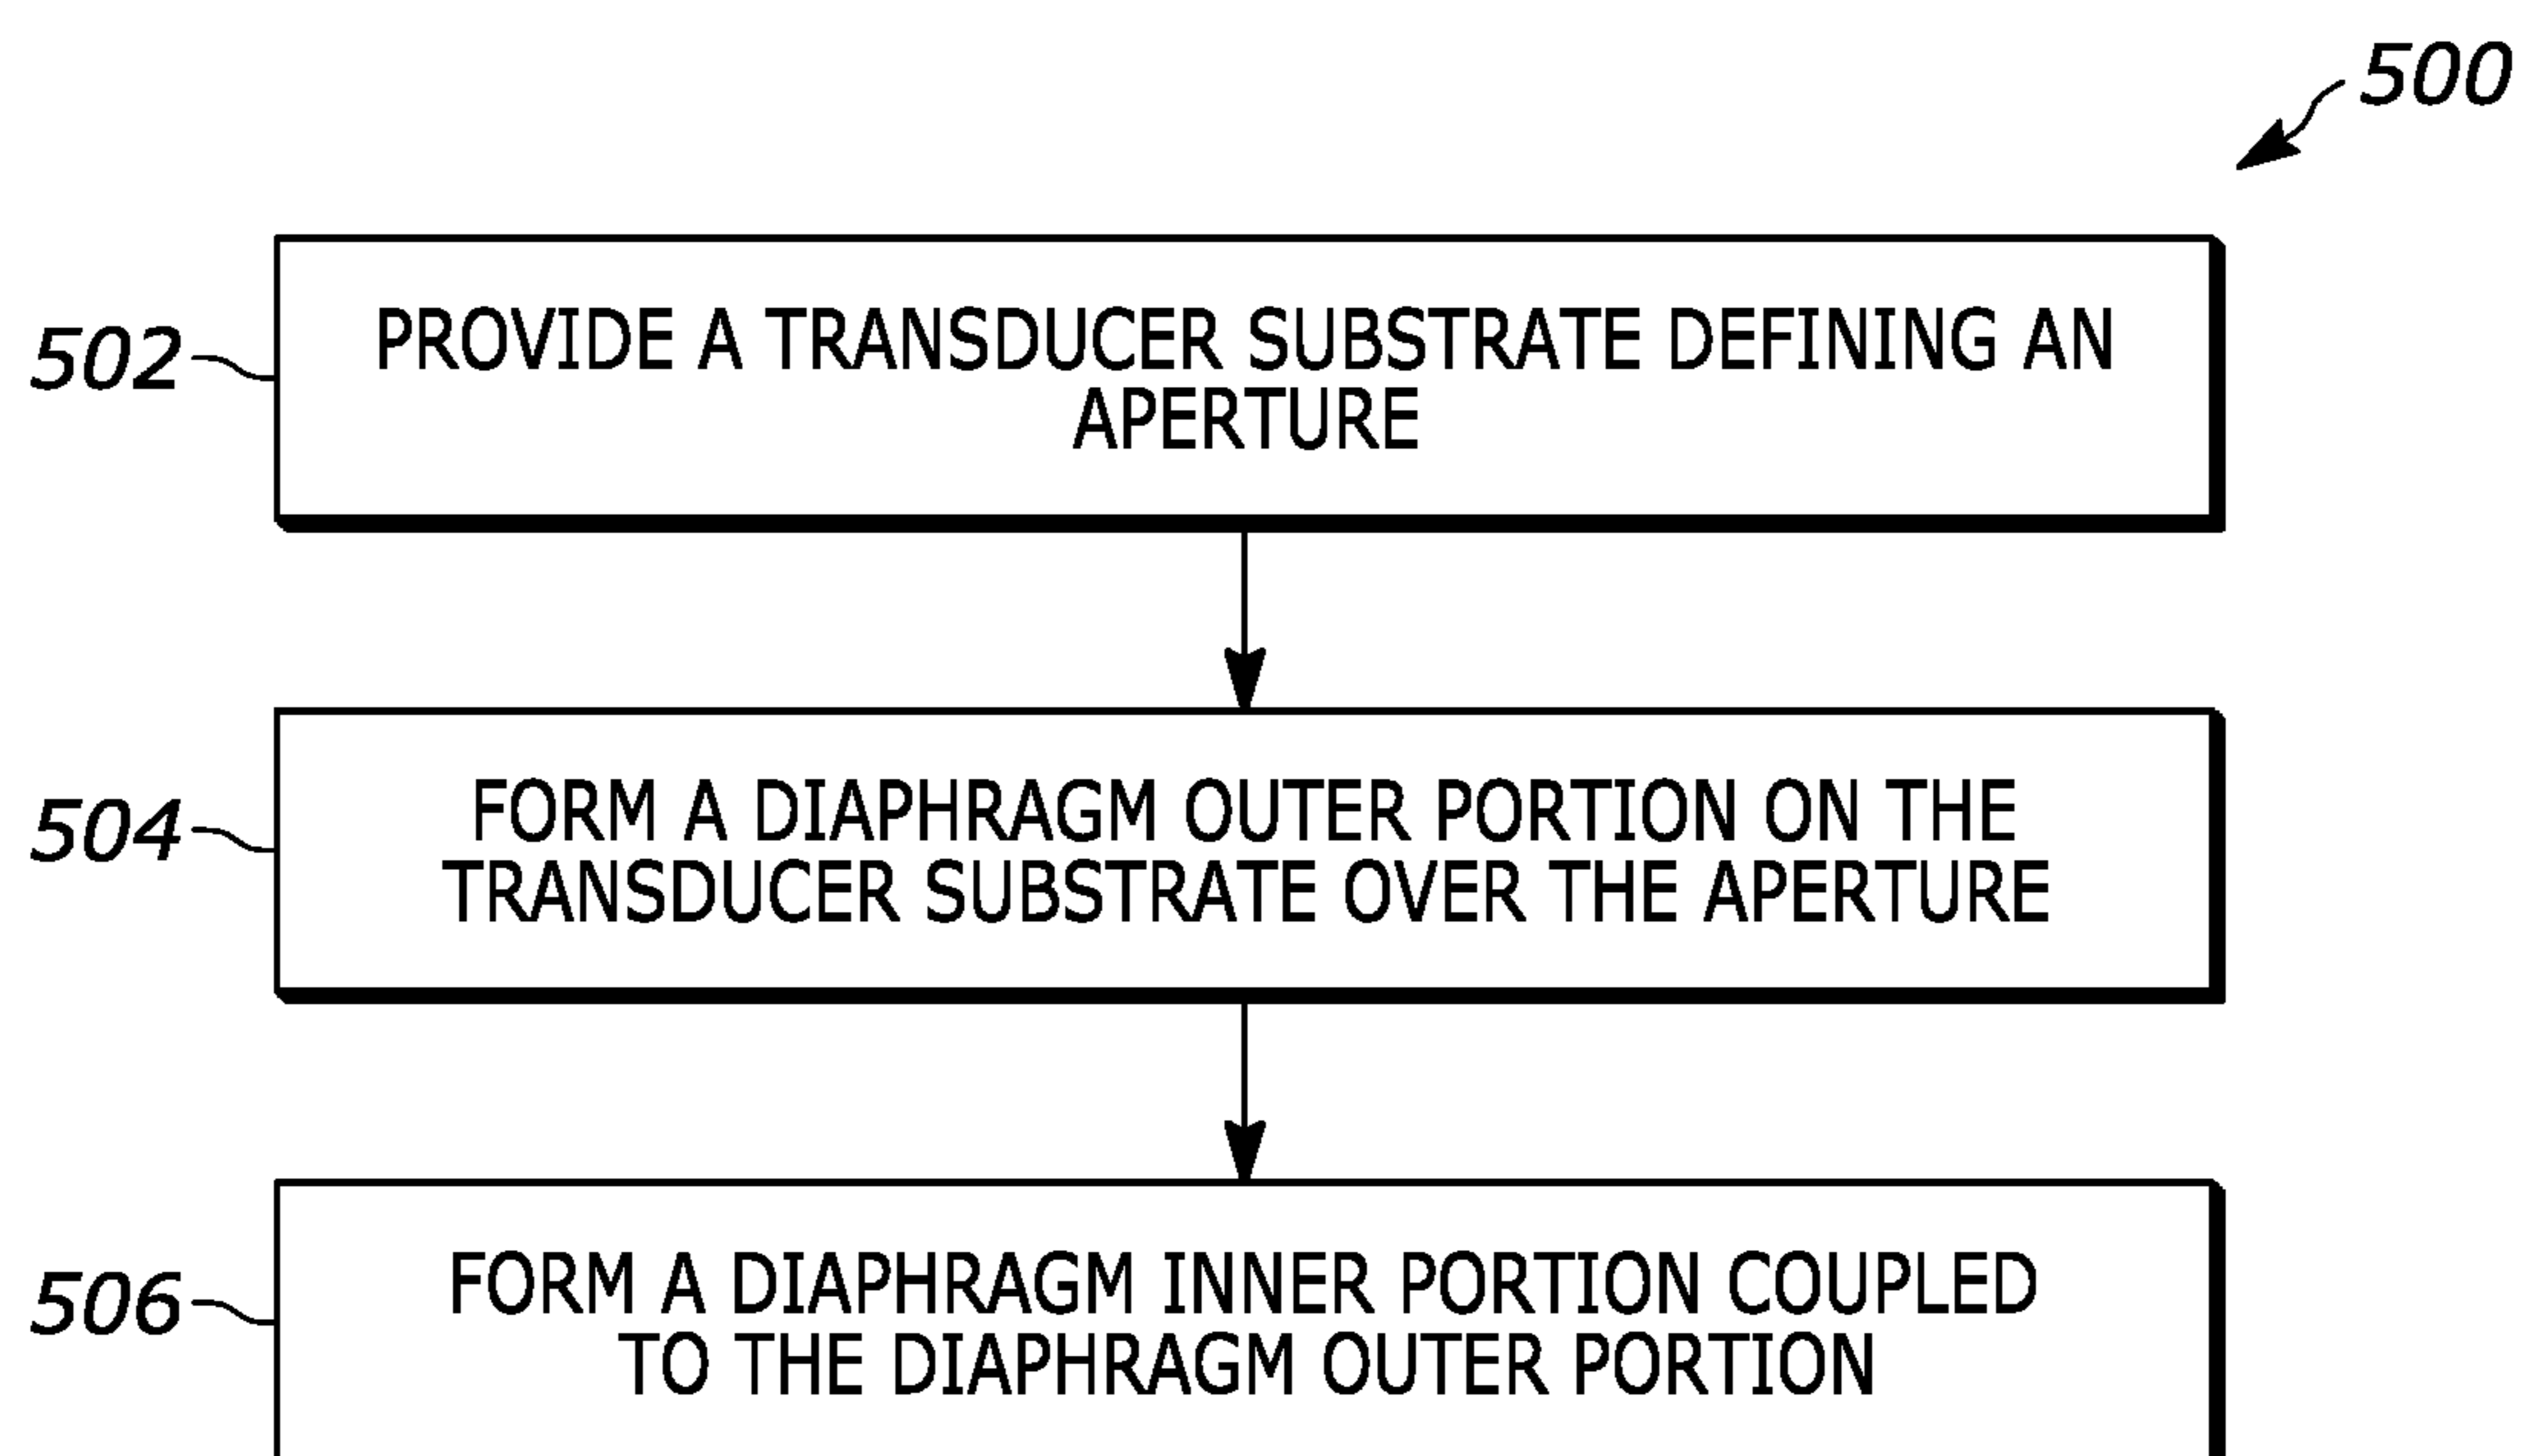 500
502
PROVIDE A TRANSDUCER SUBSTRATE DEFINING AN
APERTURE
504
FORM A DIAPHRAGM OUTER PORTION ON THE
TRANSDUCER SUBSTRATE OVER THE APERTURE
506
FORM A DIAPHRAGM INNER PORTION COUPLED
TO THE DIAPHRAGM OUTER PORTION